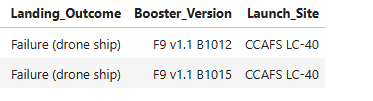 Landing_Outcome Booster_Version Launch_Site
Failure (drone ship) F9 v1.1 B1012 CCAFS LC-40
Failure (drone ship) F9 v1.1 B1015 CCAFS LC-40